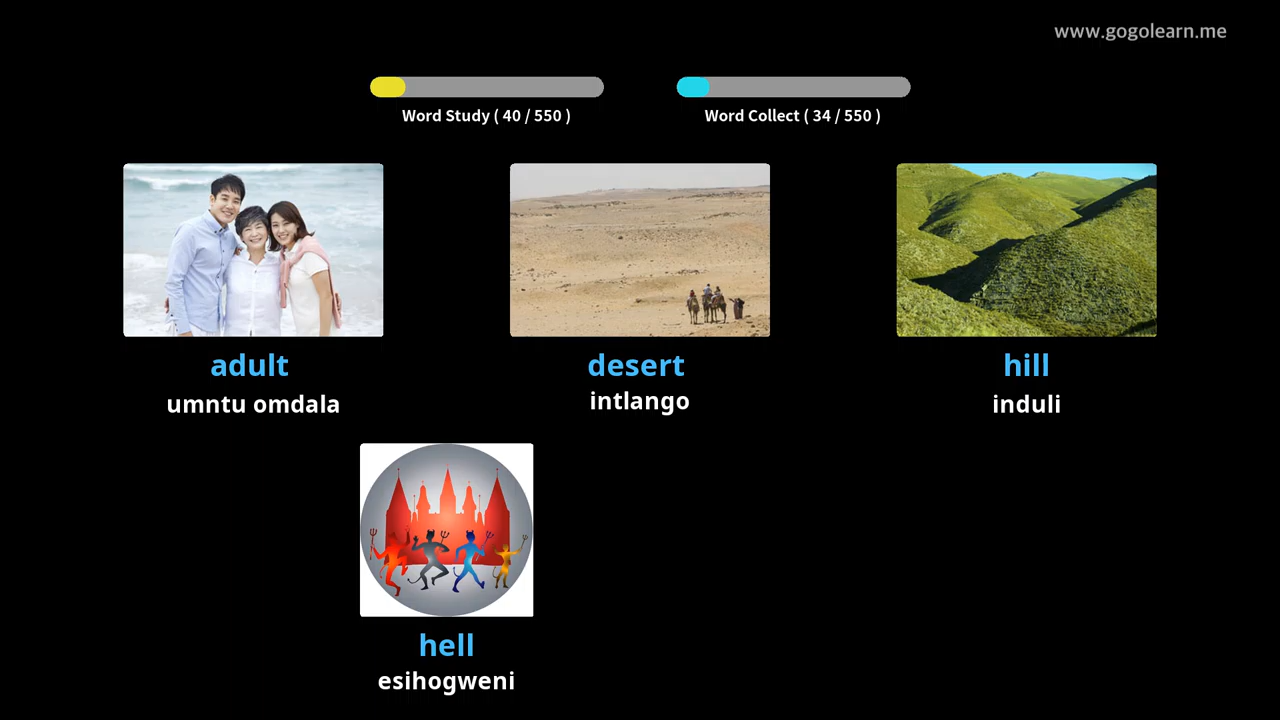 www.gogolearn.me
Word Study ( 40 / 550 )
Word Collect ( 34 / 550 )
adult
umntu omdala
desert
intlango
hill
induli
hell
esihogweni